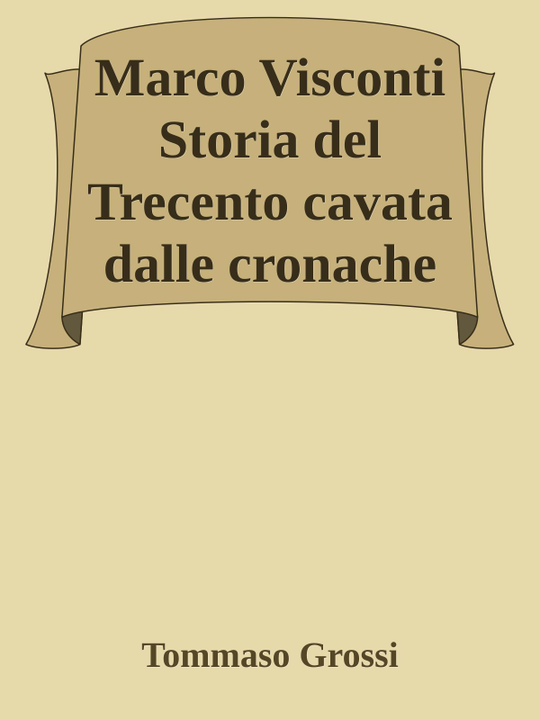 Marco Visconti
Storia del
Trecento cavata
dalle cronache
Tommaso Grossi